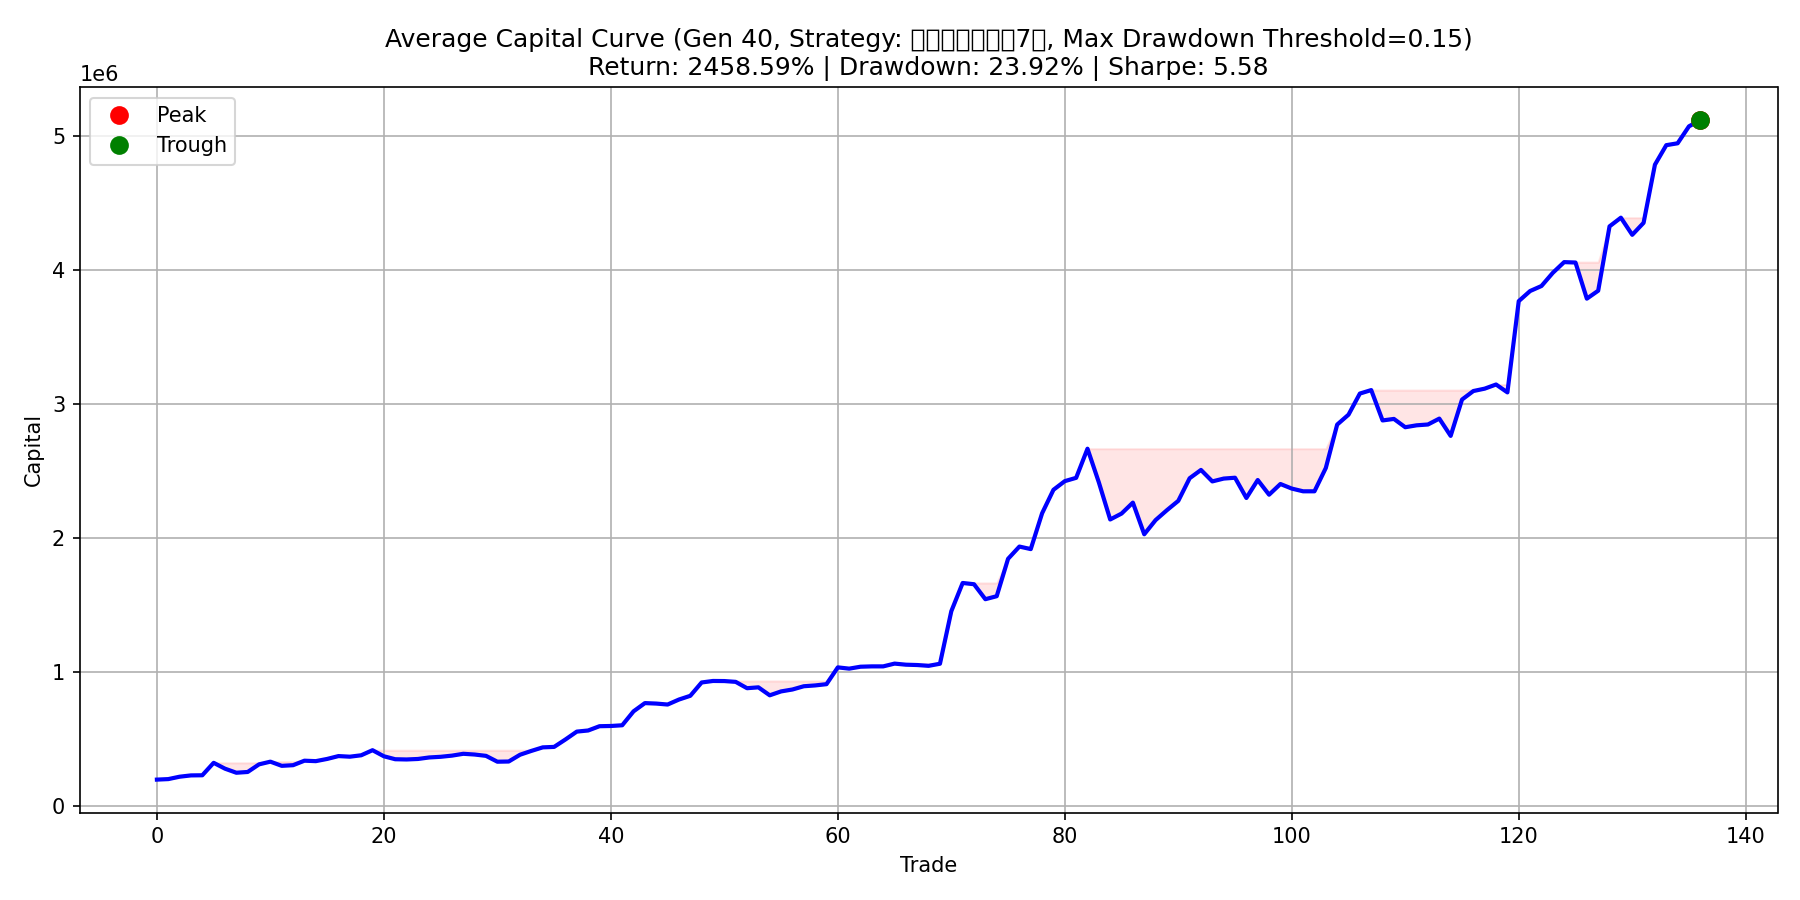 Average Capital Curve (Gen 40, Strategy: □□□□□□□7□, Max Drawdown Threshold=0.15)
Return: 2458.59% | Drawdown: 23.92% | Sharpe: 5.58
1e6
Peak
Trough
5
4
3
2
1
0
Capital
0 20 40 60 80 100 120 140
Trade